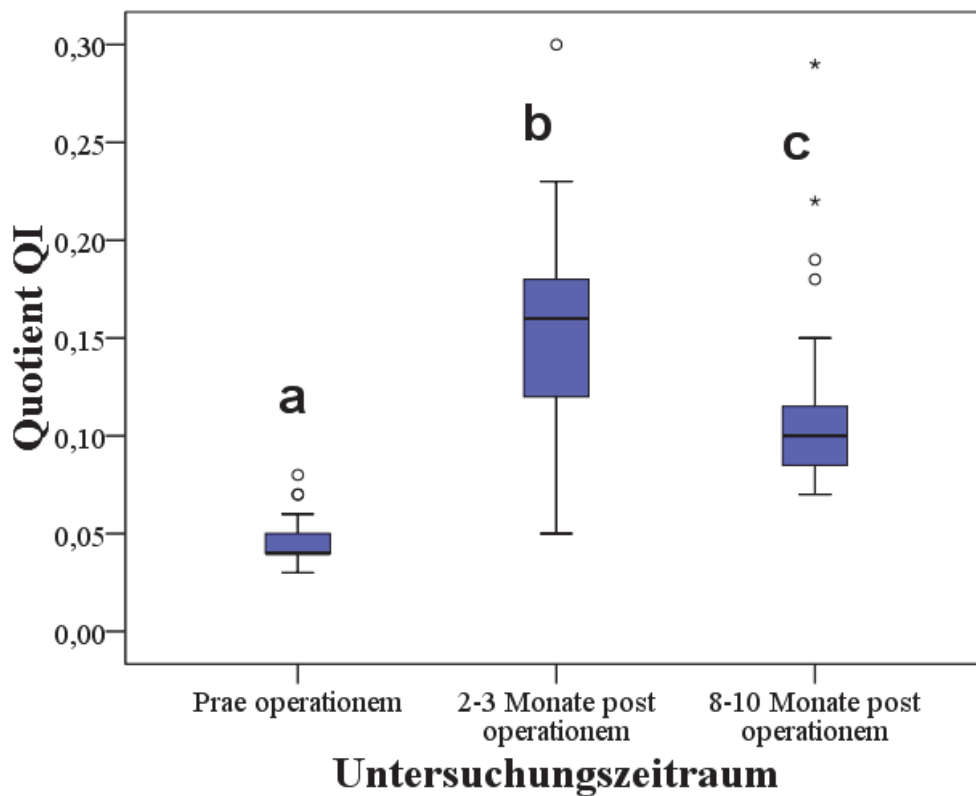 Quotient QI
0,30
0,25
0,20
0,15
0,10
0,05
0,00
a
b
c
Prae operationem
2-3 Monate post
operationem
8-10 Monate post
operationem
Untersuchungszeitraum